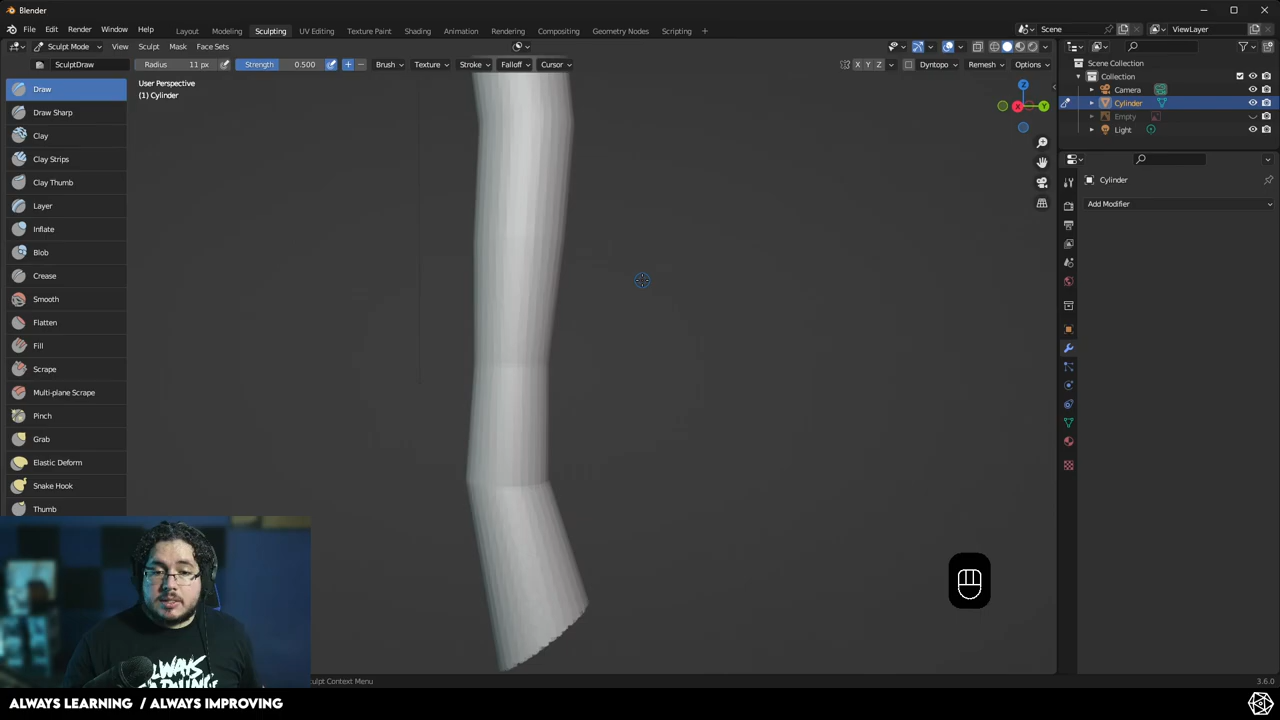 Blender
File Edit Render Window Help Layout Modeling Sculpting UV Editing Texture Paint Shading Animation Rendering Compositing Geometry Nodes Scripting + Scene ViewLayer
Sculpt Mode View Sculpt Mask Face Sets
SculptDraw Radius 11 px Strength 0.500 Brush Texture Stroke Falloff Cursor X Y Z Dyntopo Remesh Options
User Perspective
(1) Cylinder
Draw
Draw Sharp
Clay
Clay Strips
Clay Thumb
Layer
Inflate
Blob
Crease
Smooth
Flatten
Fill
Scrape
Multi-plane Scrape
Pinch
Grab
Elastic Deform
Snake Hook
Thumb
Z
X
Y
Scene Collection
Collection
Camera
Cylinder
Empty
Light
Cylinder
Add Modifier
ALWAYS
LEARNING
Sculpt Context Menu
3.6.0
ALWAYS LEARNING / ALWAYS IMPROVING